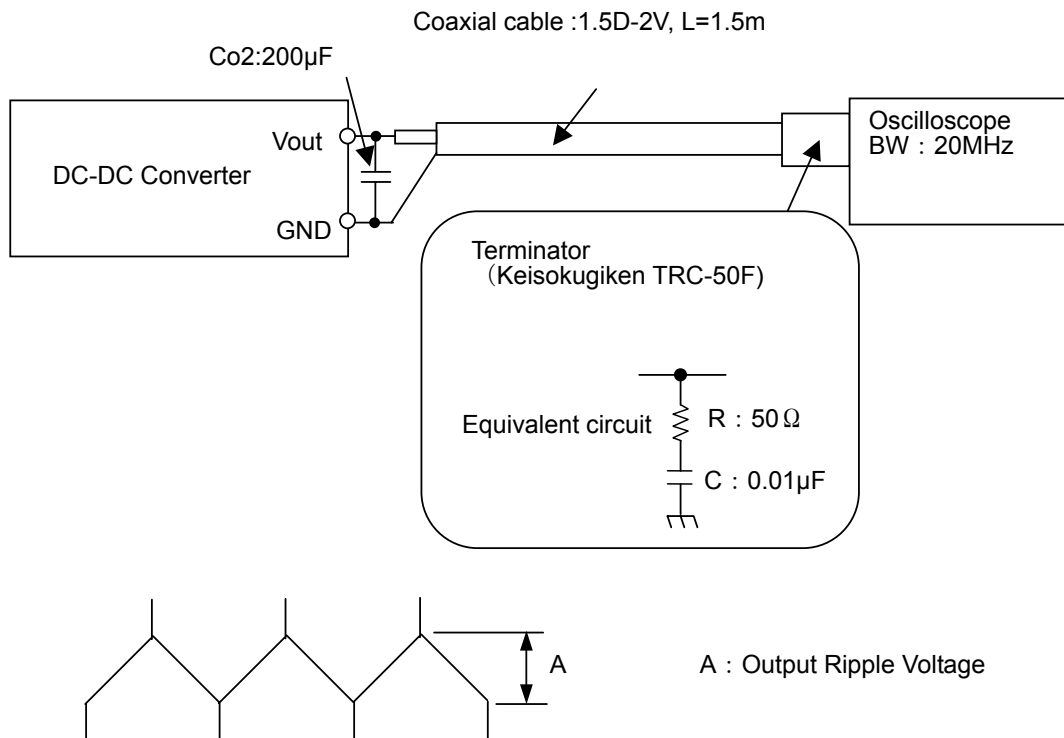 Coaxial cable :1.5D-2V, L=1.5m
Co2:200µF
Vout
DC-DC Converter
GND
Oscilloscope
BW：20MHz
Terminator
（Keisokugiken TRC-50F)
Equivalent circuit
R：50Ω
C：0.01µF
A
A：Output Ripple Voltage